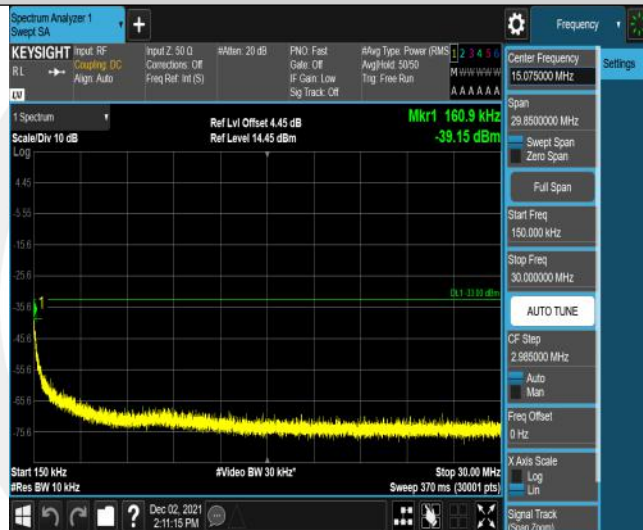 Spectrum Analyzer 1
Swept SA
Frequency
KEYSIGHT
Input: RF
Input Z: 50 Ω
#Atten: 20 dB
PNO: Fast
#Avg Type: Power (RMS
1 2 3 4 5 6
RL
Coupling: DC
Corrections: Off
Gate: Off
Avg|Hold: 50/50
M W W W W W
Align: Auto
Freq Ref: Int (S)
IF Gain: Low
Trig: Free Run
Sig Track: Off
A A A A A A
LXI
1 Spectrum
Ref Lvl Offset 4.45 dB
Mkr1 160.9 kHz
Scale/Div 10 dB
Ref Level 14.45 dBm
-39.15 dBm
Log
4.45
-5.55
-15.6
-25.6
DL1 -33.00 dBm
-35.6
1
-45.6
-55.6
-65.6
-75.6
Start 150 kHz
#Video BW 30 kHz*
Stop 30.00 MHz
#Res BW 10 kHz
Sweep 370 ms (30001 pts)
Dec 02, 2021
2:11:15 PM
Center Frequency
15.075000 MHz
Settings
Span
29.8500000 MHz
Swept Span
Zero Span
Full Span
Start Freq
150.000 kHz
Stop Freq
30.000000 MHz
AUTO TUNE
CF Step
2.985000 MHz
Auto
Man
Freq Offset
0 Hz
X Axis Scale
Log
Lin
Signal Track
(Span Zoom)